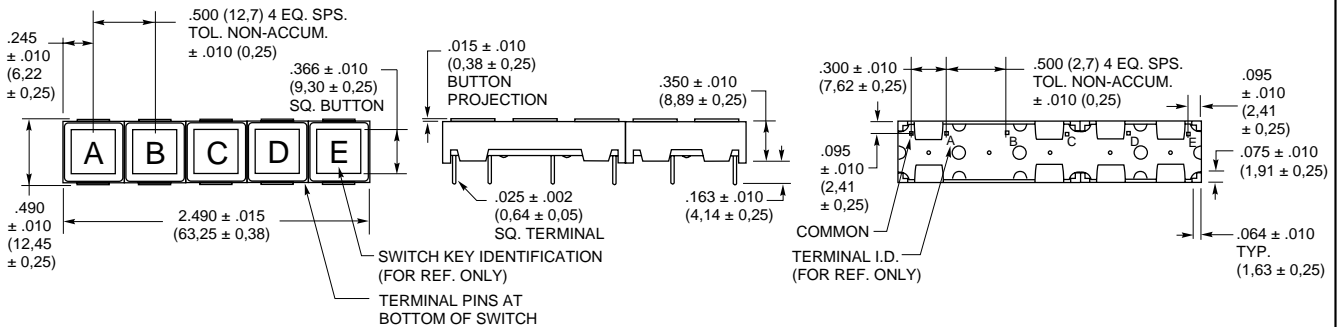 .500 (12,7) 4 EQ. SPS.
TOL. NON-ACCUM.
± .010 (0,25)
.245
± .010
(6,22
± 0,25)
.366 ± .010
(9,30 ± 0,25)
SQ. BUTTON
A B C D E
.490
± .010
(12,45
± 0,25)
2.490 ± .015
(63,25 ± 0,38)
SWITCH KEY IDENTIFICATION
(FOR REF. ONLY)
TERMINAL PINS AT
BOTTOM OF SWITCH
.015 ± .010
(0,38 ± 0,25)
BUTTON
PROJECTION
.350 ± .010
(8,89 ± 0,25)
.025 ± .002
(0,64 ± 0,05)
SQ. TERMINAL
.163 ± .010
(4,14 ± 0,25)
.300 ± .010
(7,62 ± 0,25)
.500 (2,7) 4 EQ. SPS.
TOL. NON-ACCUM.
± .010 (0,25)
.095
± .010
(2,41
± 0,25)
A B C D E
.095
± .010
(2,41
± 0,25)
.075 ± .010
(1,91 ± 0,25)
COMMON
TERMINAL I.D.
(FOR REF. ONLY)
.064 ± .010
TYP.
(1,63 ± 0,25)